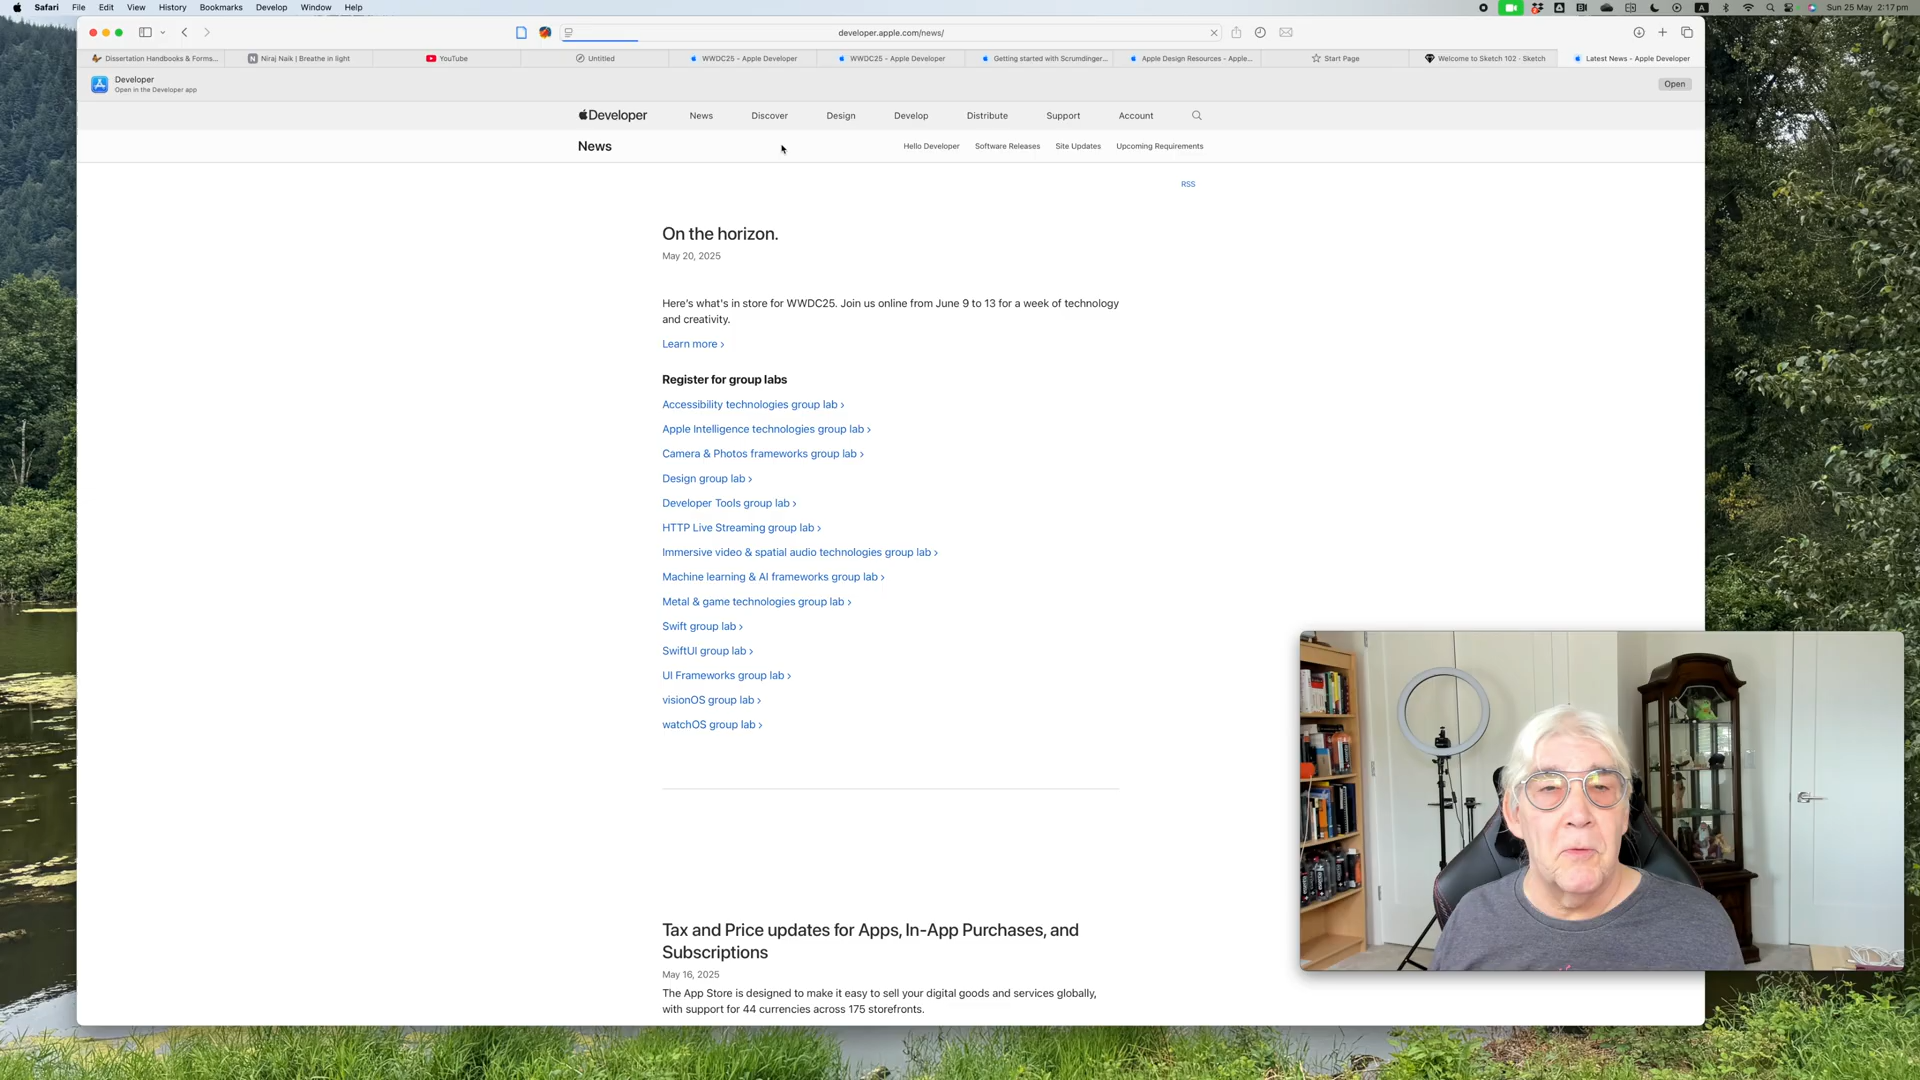 Safari File Edit View History Bookmarks Develop Window Help
Sun 25 May 2:17 pm
developer.apple.com/news/
Dissertation Handbooks & Forms...
Niraj Naik | Breathe in light
YouTube
Untitled
WWDC25 - Apple Developer
WWDC25 - Apple Developer
Getting started with Scrumdinger...
Apple Design Resources - Apple...
Start Page
Welcome to Sketch 102 · Sketch
Latest News - Apple Developer
Developer
Open in the Developer app
Open
Developer News Discover Design Develop Distribute Support Account
News Hello Developer Software Releases Site Updates Upcoming Requirements
RSS
On the horizon.
May 20, 2025
Here's what's in store for WWDC25. Join us online from June 9 to 13 for a week of technology
and creativity.
Learn more ›
Register for group labs
Accessibility technologies group lab ›
Apple Intelligence technologies group lab ›
Camera & Photos frameworks group lab ›
Design group lab ›
Developer Tools group lab ›
HTTP Live Streaming group lab ›
Immersive video & spatial audio technologies group lab ›
Machine learning & AI frameworks group lab ›
Metal & game technologies group lab ›
Swift group lab ›
SwiftUI group lab ›
UI Frameworks group lab ›
visionOS group lab ›
watchOS group lab ›
Tax and Price updates for Apps, In-App Purchases, and
Subscriptions
May 16, 2025
The App Store is designed to make it easy to sell your digital goods and services globally,
with support for 44 currencies across 175 storefronts.